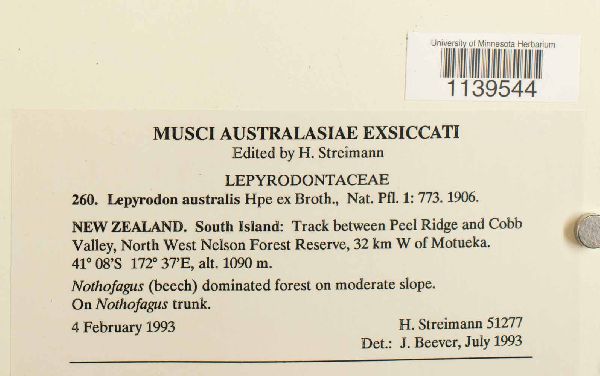 University of Minnesota Herbarium
1139544
MUSCI AUSTRALASIAE EXSICCATI
Edited by H. Streimann
LEPYRODONTACEAE
260. Lepyrodon australis Hpe ex Broth., Nat. Pfl. 1: 773. 1906.
NEW ZEALAND. South Island: Track between Peel Ridge and Cobb
Valley, North West Nelson Forest Reserve, 32 km W of Motueka.
41° 08'S 172° 37'E, alt. 1090 m.
Nothofagus (beech) dominated forest on moderate slope.
On Nothofagus trunk.
4 February 1993
H. Streimann 51277
Det.: J. Beever, July 1993